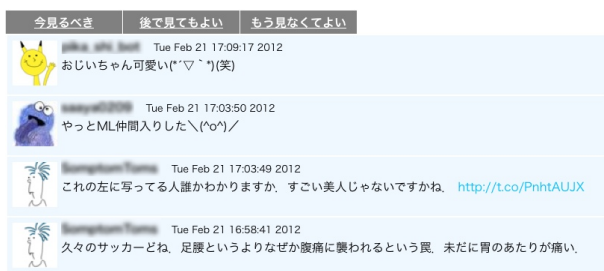 今見るべき 後で見てもよい もう見なくてよい
Tue Feb 21 17:09:17 2012
おじいちゃん可愛い(*´▽｀*)(笑)
Tue Feb 21 17:03:50 2012
やっとML仲間入りした＼(^o^)／
Tue Feb 21 17:03:49 2012
これの左に写ってる人誰かわかりますか．すごい美人じゃないですかね． http://t.co/PnhtAUJX
Tue Feb 21 16:58:41 2012
久々のサッカーどね．足腰というよりなぜか腹痛に襲われるという罠．未だに胃のあたりが痛い．